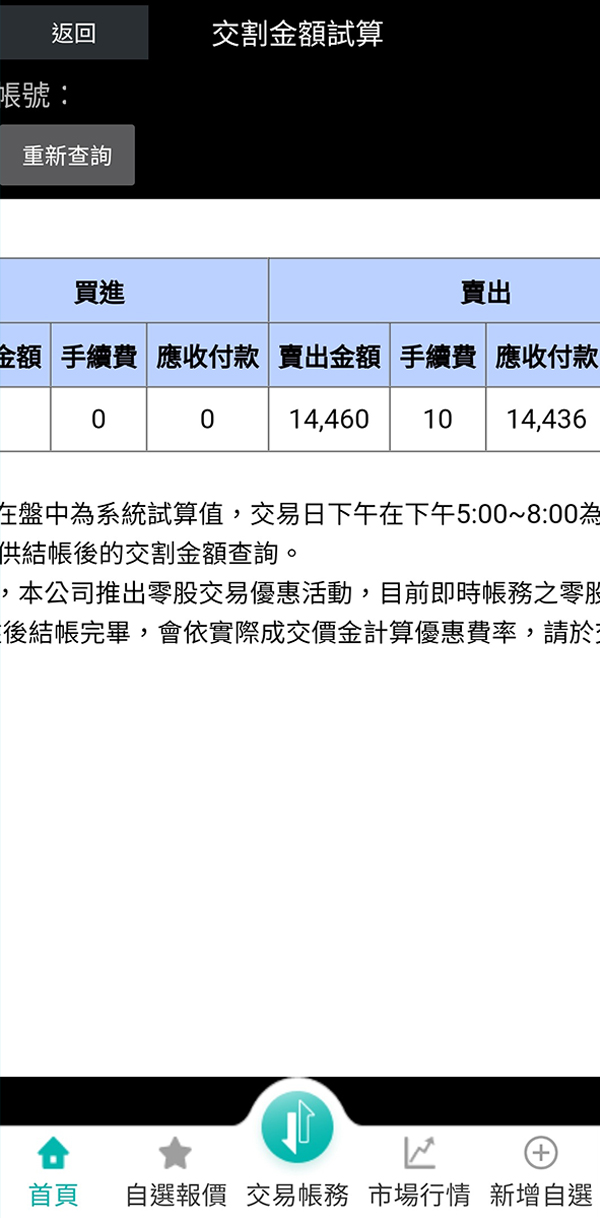 返回
交割金額試算
帳號：
重新查詢
買進 賣出
金額 手續費 應收付款 賣出金額 手續費 應收付款
0 0 14,460 10 14,436
在盤中為系統試算值，交易日下午在下午5:00~8:00為
供結帳後的交割金額查詢。
，本公司推出零股交易優惠活動，目前即時帳務之零股
後結帳完畢，會依實際成交價金計算優惠費率，請於交
首頁 自選報價 交易帳務 市場行情 新增自選